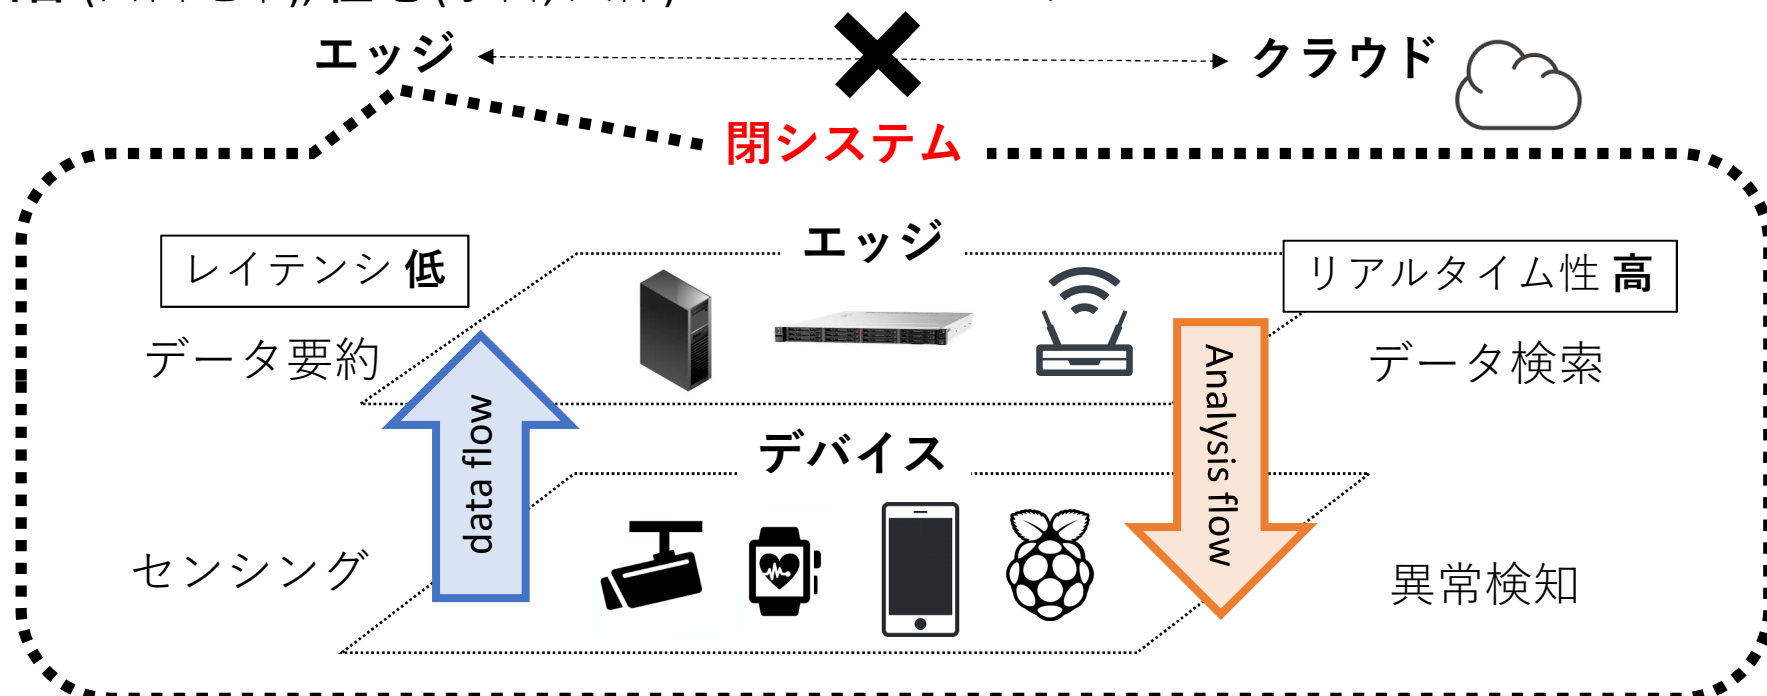 エッジ
クラウド
閉システム
エッジ
レイテンシ 低
リアルタイム性 高
データ要約
データ検索
data flow
Analysis flow
デバイス
センシング
異常検知